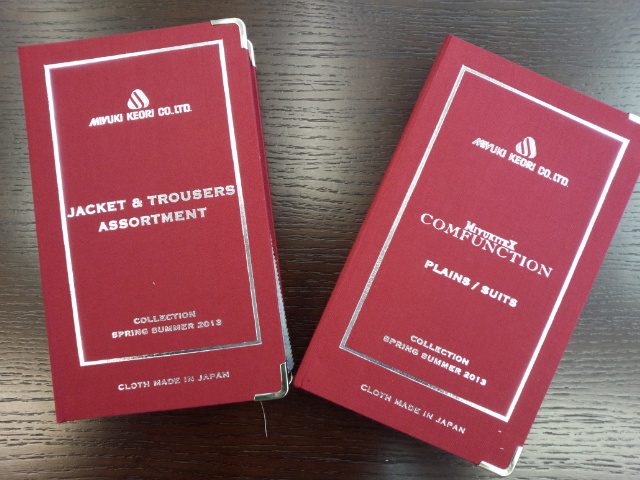 MIYUKI KEORI CO.LTD.
JACKET & TROUSERS
ASSORTMENT
COLLECTION
SPRING SUMMER 2013
CLOTH MADE IN JAPAN
MIYUKI KEORI CO.LTD.
MIYUKITEX
COMFUNCTION
PLAINS / SUITS
COLLECTION
SPRING SUMMER 2013
CLOTH MADE IN JAPAN